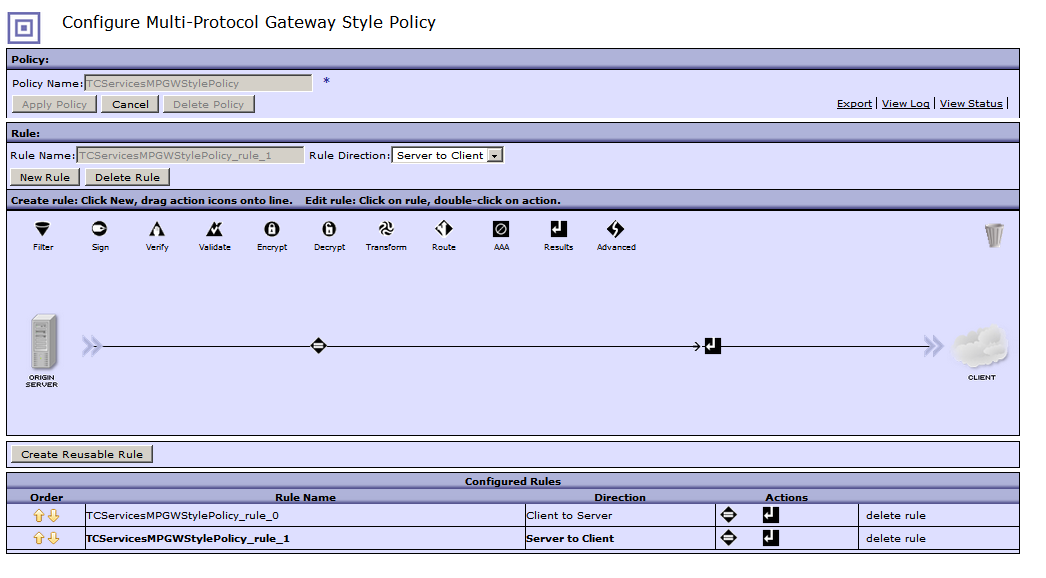 Configure Multi-Protocol Gateway Style Policy
Policy:
Policy Name: TCServicesMPGWStylePolicy *
Apply Policy Cancel Delete Policy Export | View Log | View Status |
Rule:
Rule Name: TCServicesMPGWStylePolicy_rule_1 Rule Direction: Server to Client
New Rule Delete Rule
Create rule: Click New, drag action icons onto line. Edit rule: Click on rule, double-click on action.
Filter Sign Verify Validate Encrypt Decrypt Transform Route AAA Results Advanced
ORIGIN SERVER CLIENT
Create Reusable Rule
Configured Rules
Order Rule Name Direction Actions
TCServicesMPGWStylePolicy_rule_0 Client to Server delete rule
TCServicesMPGWStylePolicy_rule_1 Server to Client delete rule